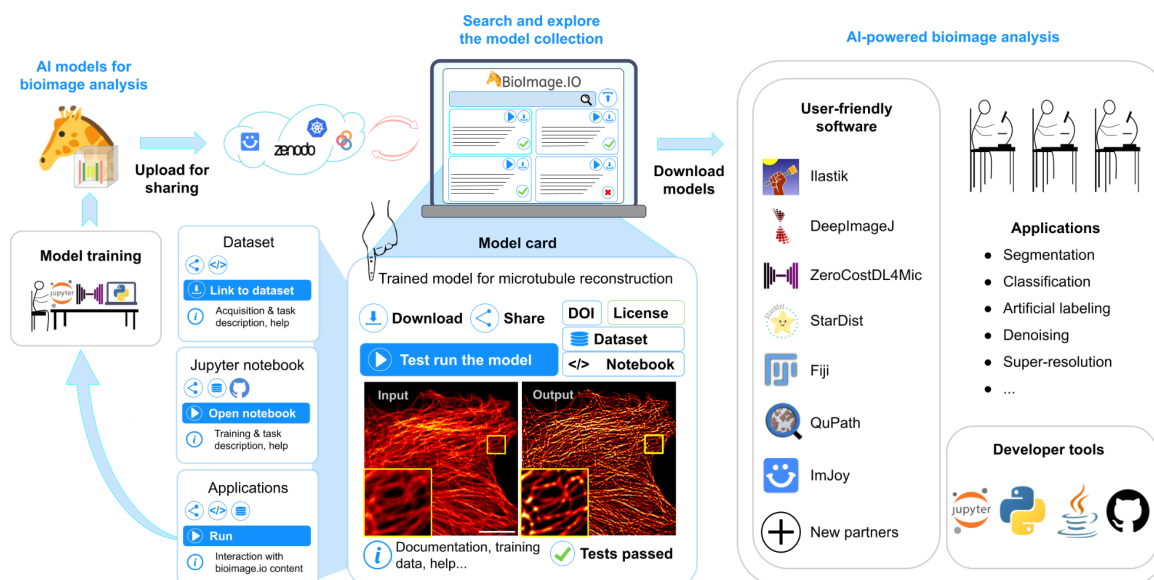 Search and explore
the model collection
AI-powered bioimage analysis
AI models for
bioimage analysis
BioImage.IO
zenodo
Upload for
sharing
Download
models
Model training
jupyter
Dataset
Link to dataset
Acquisition & task
description, help
Jupyter notebook
Open notebook
Training & task
description, help
Applications
Run
Interaction with
bioimage.io content
Model card
Trained model for microtubule reconstruction
Download
Share
DOI
License
Dataset
</> Notebook
Test run the model
Input
Output
Documentation, training
data, help...
Tests passed
User-friendly
software
Ilastik
DeepImageJ
ZeroCostDL4Mic
StarDist
Fiji
QuPath
ImJoy
New partners
Applications
● Segmentation
● Classification
● Artificial labeling
● Denoising
● Super-resolution
● ...
Developer tools
jupyter